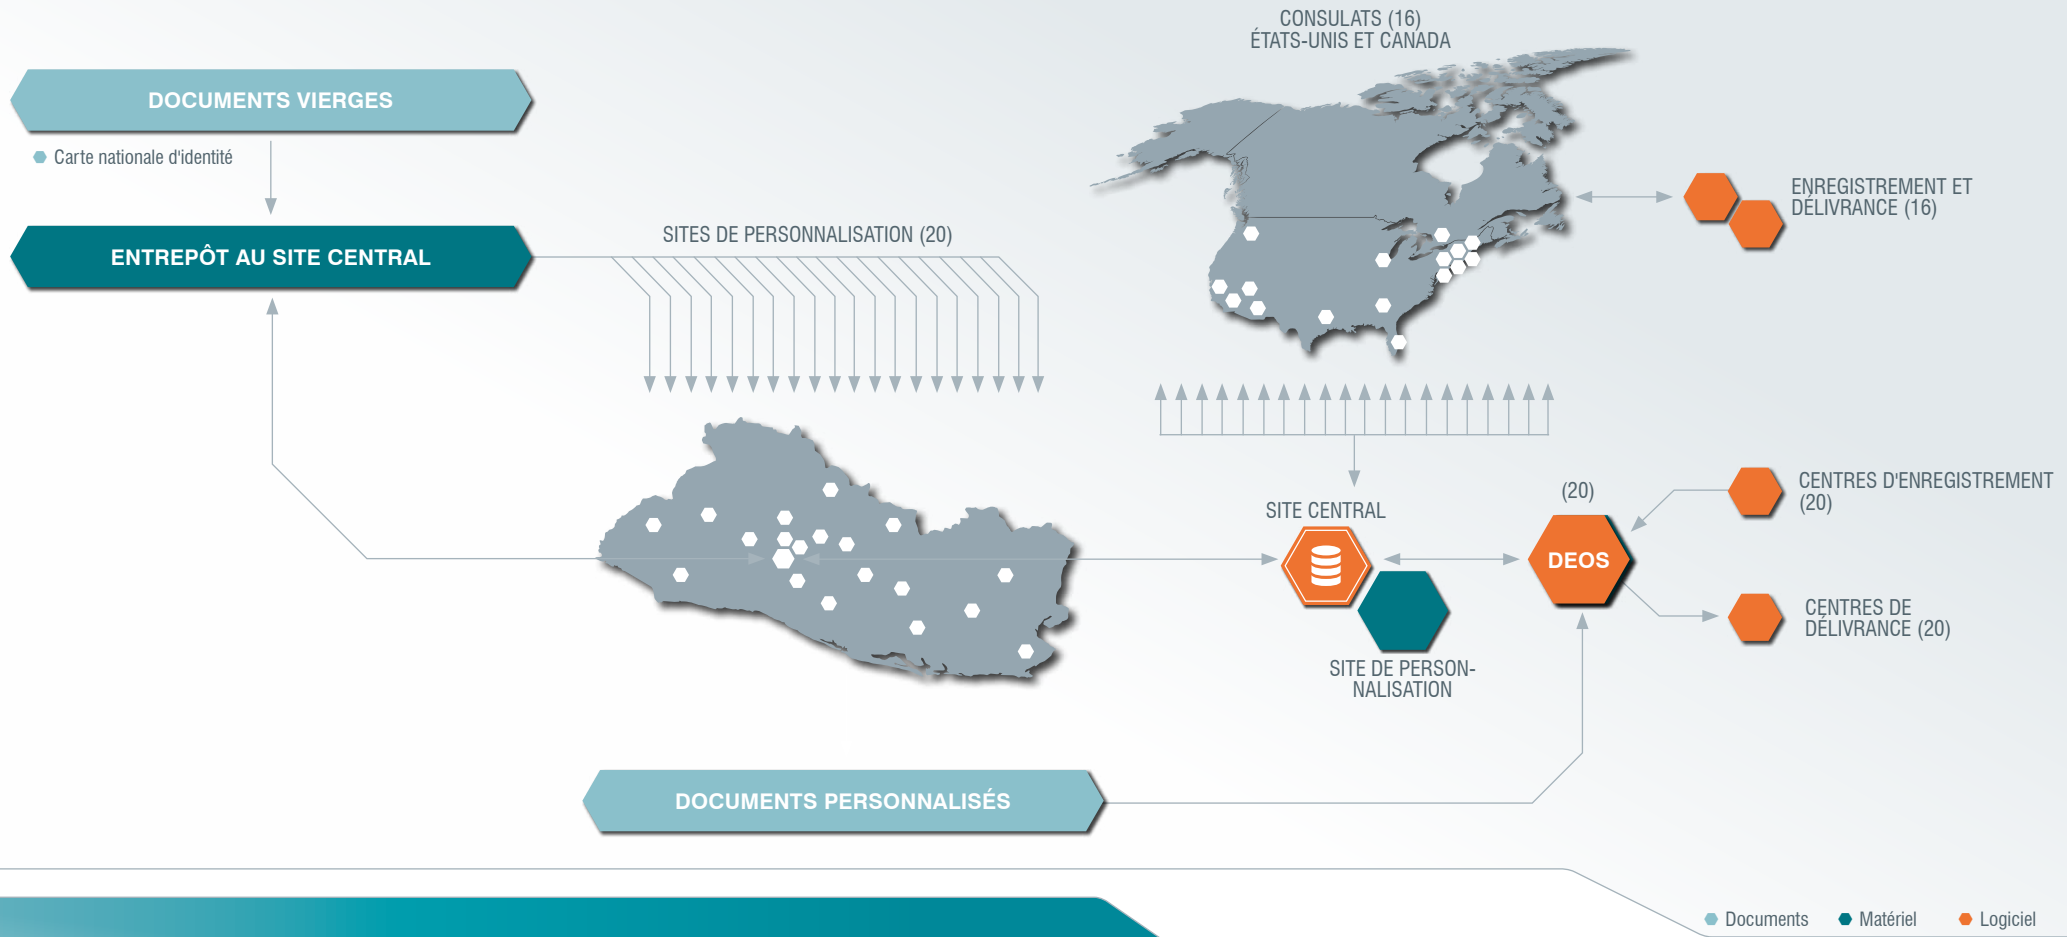 CONSULATS (16)
ÉTATS-UNIS ET CANADA
DOCUMENTS VIERGES
Carte nationale d'identité
ENREGISTREMENT ET
DÉLIVRANCE (16)
ENTREPÔT AU SITE CENTRAL
SITES DE PERSONNALISATION (20)
SITE CENTRAL
(20)
DEOS
CENTRES D'ENREGISTREMENT
(20)
CENTRES DE
DÉLIVRANCE (20)
SITE DE PERSON-
NALISATION
DOCUMENTS PERSONNALISÉS
Documents
Matériel
Logiciel